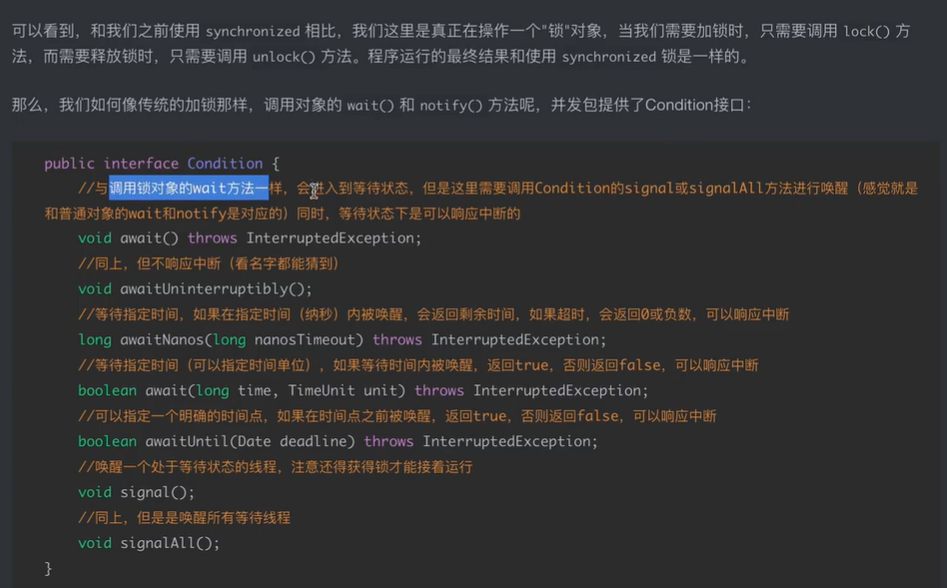 可以看到，和我们之前使用 synchronized 相比，我们这里是真正在操作一个"锁"对象，当我们需要加锁时，只需要调用 lock() 方
法，而需要释放锁时，只需要调用 unlock() 方法。程序运行的最终结果和使用 synchronized 锁是一样的。
那么，我们如何像传统的加锁那样，调用对象的 wait() 和 notify() 方法呢，并发包提供了Condition接口：
public interface Condition {
//与调用锁对象的wait方法一样，会进入到等待状态，但是这里需要调用Condition的signal或signalAll方法进行唤醒（感觉就是
和普通对象的wait和notify是对应的）同时，等待状态下是可以响应中断的
void await() throws InterruptedException;
//同上，但不响应中断（看名字都能猜到）
void awaitUninterruptibly();
//等待指定时间，如果在指定时间（纳秒）内被唤醒，会返回剩余时间，如果超时，会返回0或负数，可以响应中断
long awaitNanos(long nanosTimeout) throws InterruptedException;
//等待指定时间（可以指定时间单位），如果等待时间内被唤醒，返回true，否则返回false，可以响应中断
boolean await(long time, TimeUnit unit) throws InterruptedException;
//可以指定一个明确的时间点，如果在时间点之前被唤醒，返回true，否则返回false，可以响应中断
boolean awaitUntil(Date deadline) throws InterruptedException;
//唤醒一个处于等待状态的线程，注意还得获得锁才能接着运行
void signal();
//同上，但是是唤醒所有等待线程
void signalAll();
}